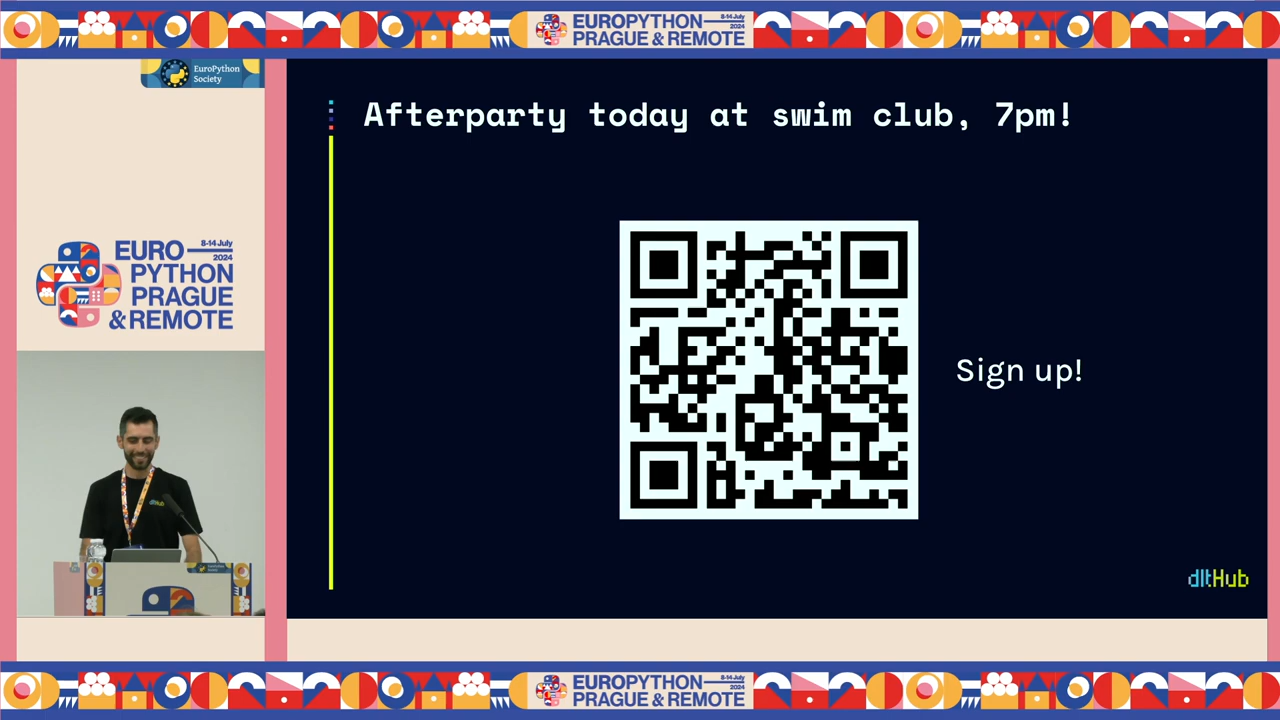 EUROPYTHON
8-14 July
2024
PRAGUE & REMOTE
EuroPython
Society
Afterparty today at swim club, 7pm!
EURO
8-14 July
2024
PYTHON
PRAGUE
& REMOTE
Sign up!
dltHub
dltHub
EUROPYTHON
8-14 July
2024
PRAGUE & REMOTE